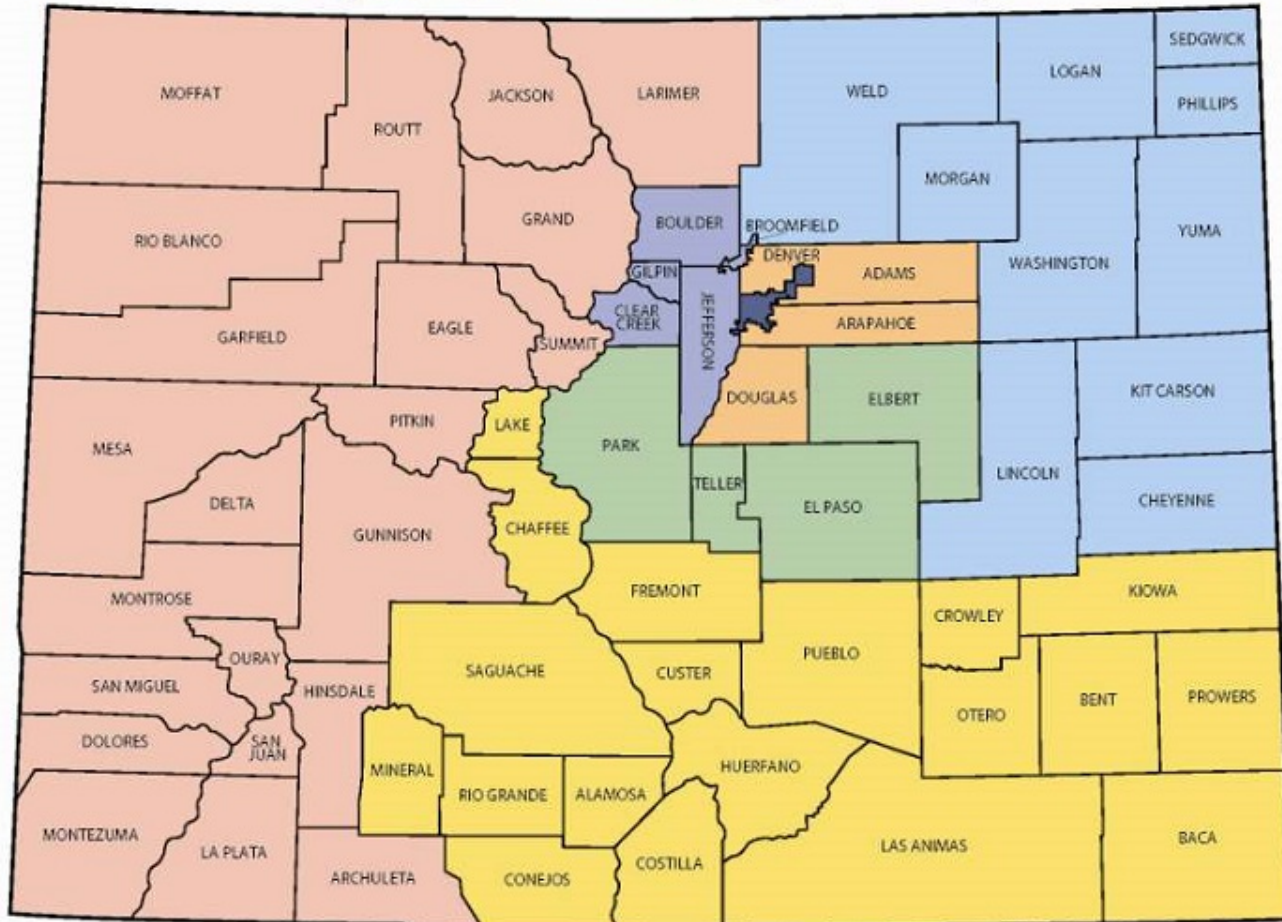 SEDGWICK
LOGAN
MOFFAT
JACKSON
LARIMER
WELD
PHILLIPS
ROUTT
MORGAN
GRAND
BOULDER
BROOMFIELD
YUMA
RIO BLANCO
DENVER
WASHINGTON
GILPIN
ADAMS
CLEAR
CREEK
JEFFERSON
ARAPAHOE
EAGLE
GARFIELD
SUMMIT
KIT CARSON
DOUGLAS
ELBERT
PITKIN
LAKE
MESA
PARK
LINCOLN
TELLER
DELTA
CHEYENNE
EL PASO
GUNNISON
CHAFFEE
FREMONT
KIOWA
MONTROSE
CROWLEY
PUEBLO
OURAY
SAGUACHE
CUSTER
SAN MIGUEL
HINSDALE
BENT
PROWERS
OTERO
DOLORES
SAN
JUAN
MINERAL
HUERFANO
RIO GRANDE
ALAMOSA
MONTEZUMA
BACA
LAS ANIMAS
LA PLATA
COSTILLA
ARCHULETA
CONEJOS